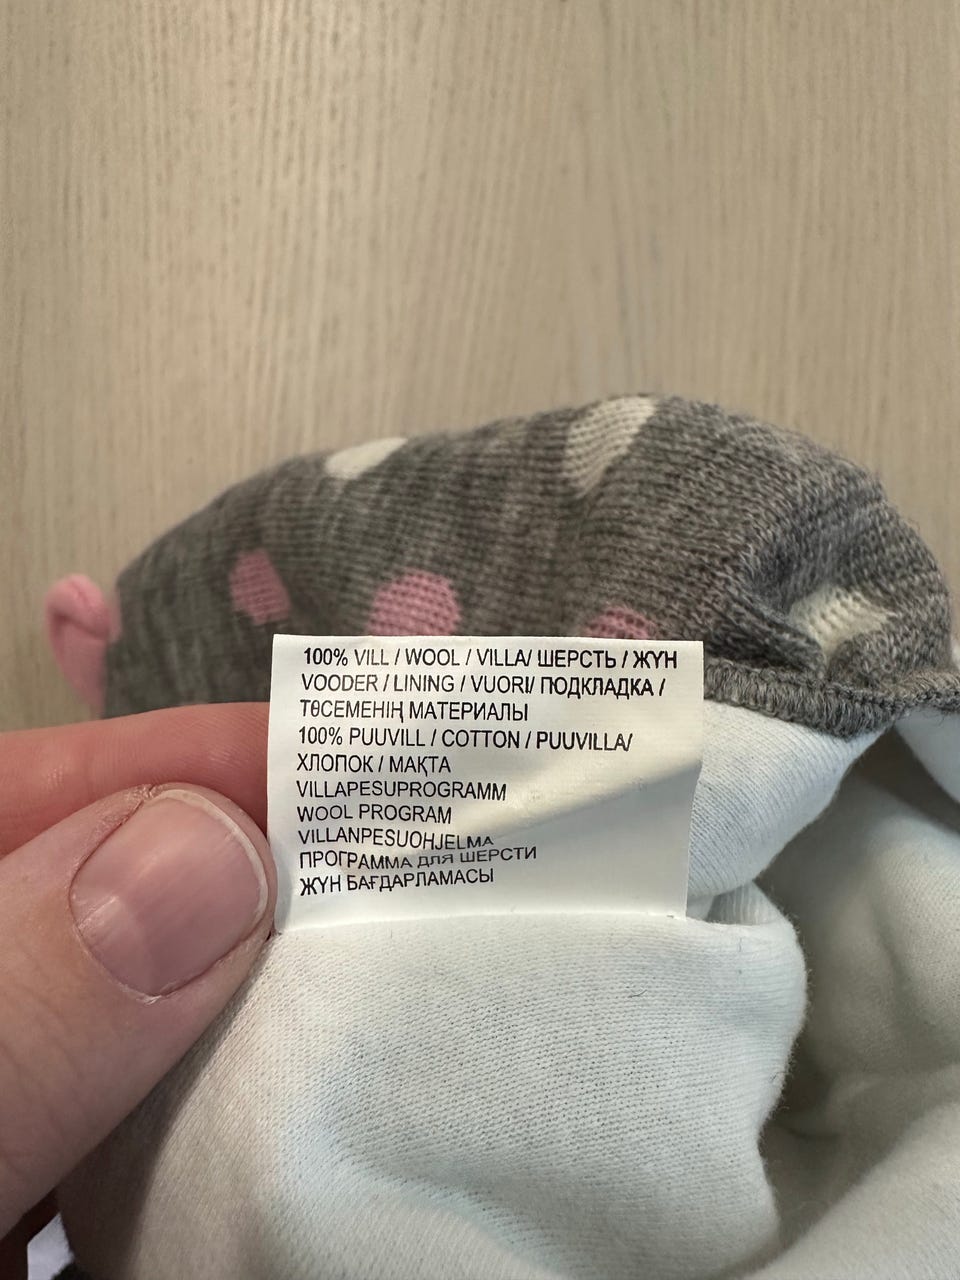 100% VILL / WOOL / VILLA/ ШЕРСТЬ / ЖҮН
VOODER / LINING / VUORI/ ПОДКЛАДКА /
ТӨСЕМЕНІҢ МАТЕРИАЛЫ
100% PUUVILL / COTTON / PUUVILLA/
ХЛОПОК / МАҚТА
VILLAPESUPROGRAMM
WOOL PROGRAM
VILLANPESUOHJELMA
ПРОГРАММА ДЛЯ ШЕРСТИ
ЖҮН БАҒДАРЛАМАСЫ